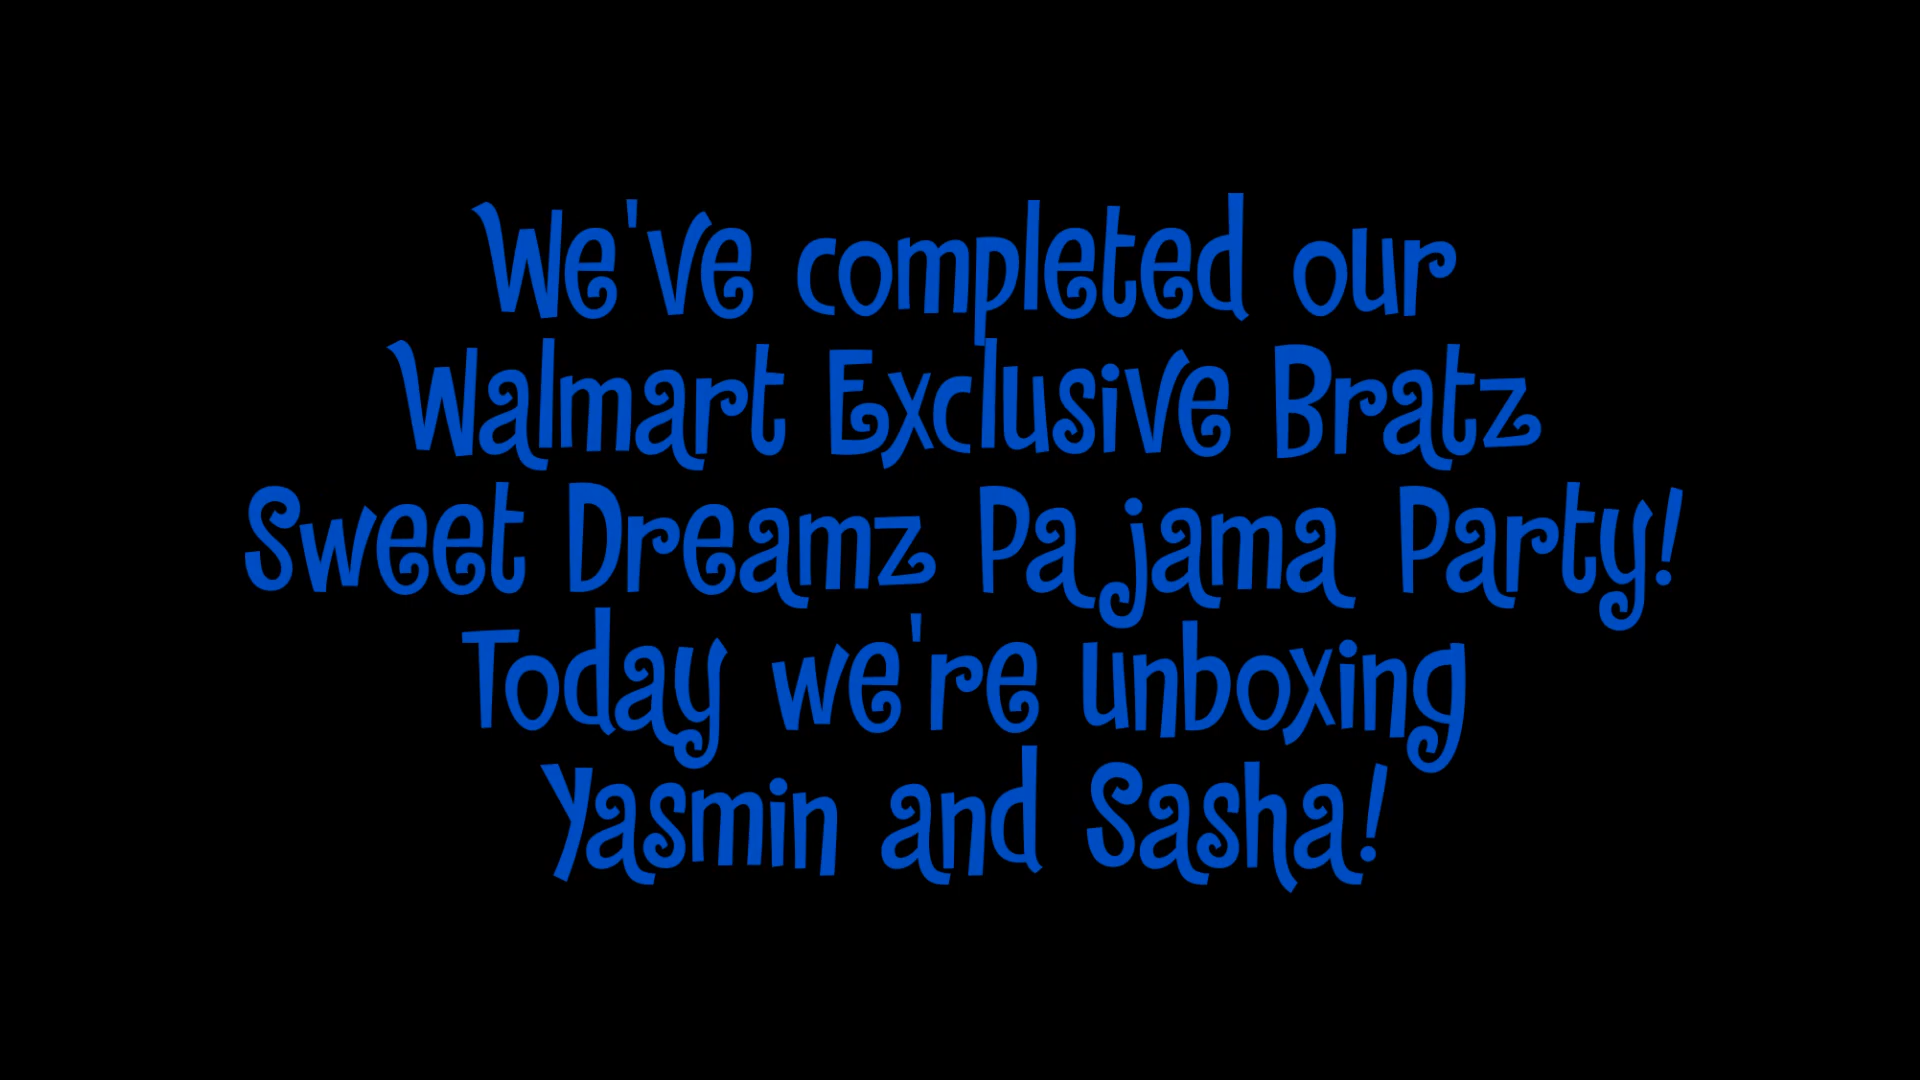 We've completed our
Walmart Exclusive Bratz
Sweet Dreamz Pajama Party!
Today we're unboxing
Yasmin and Sasha!